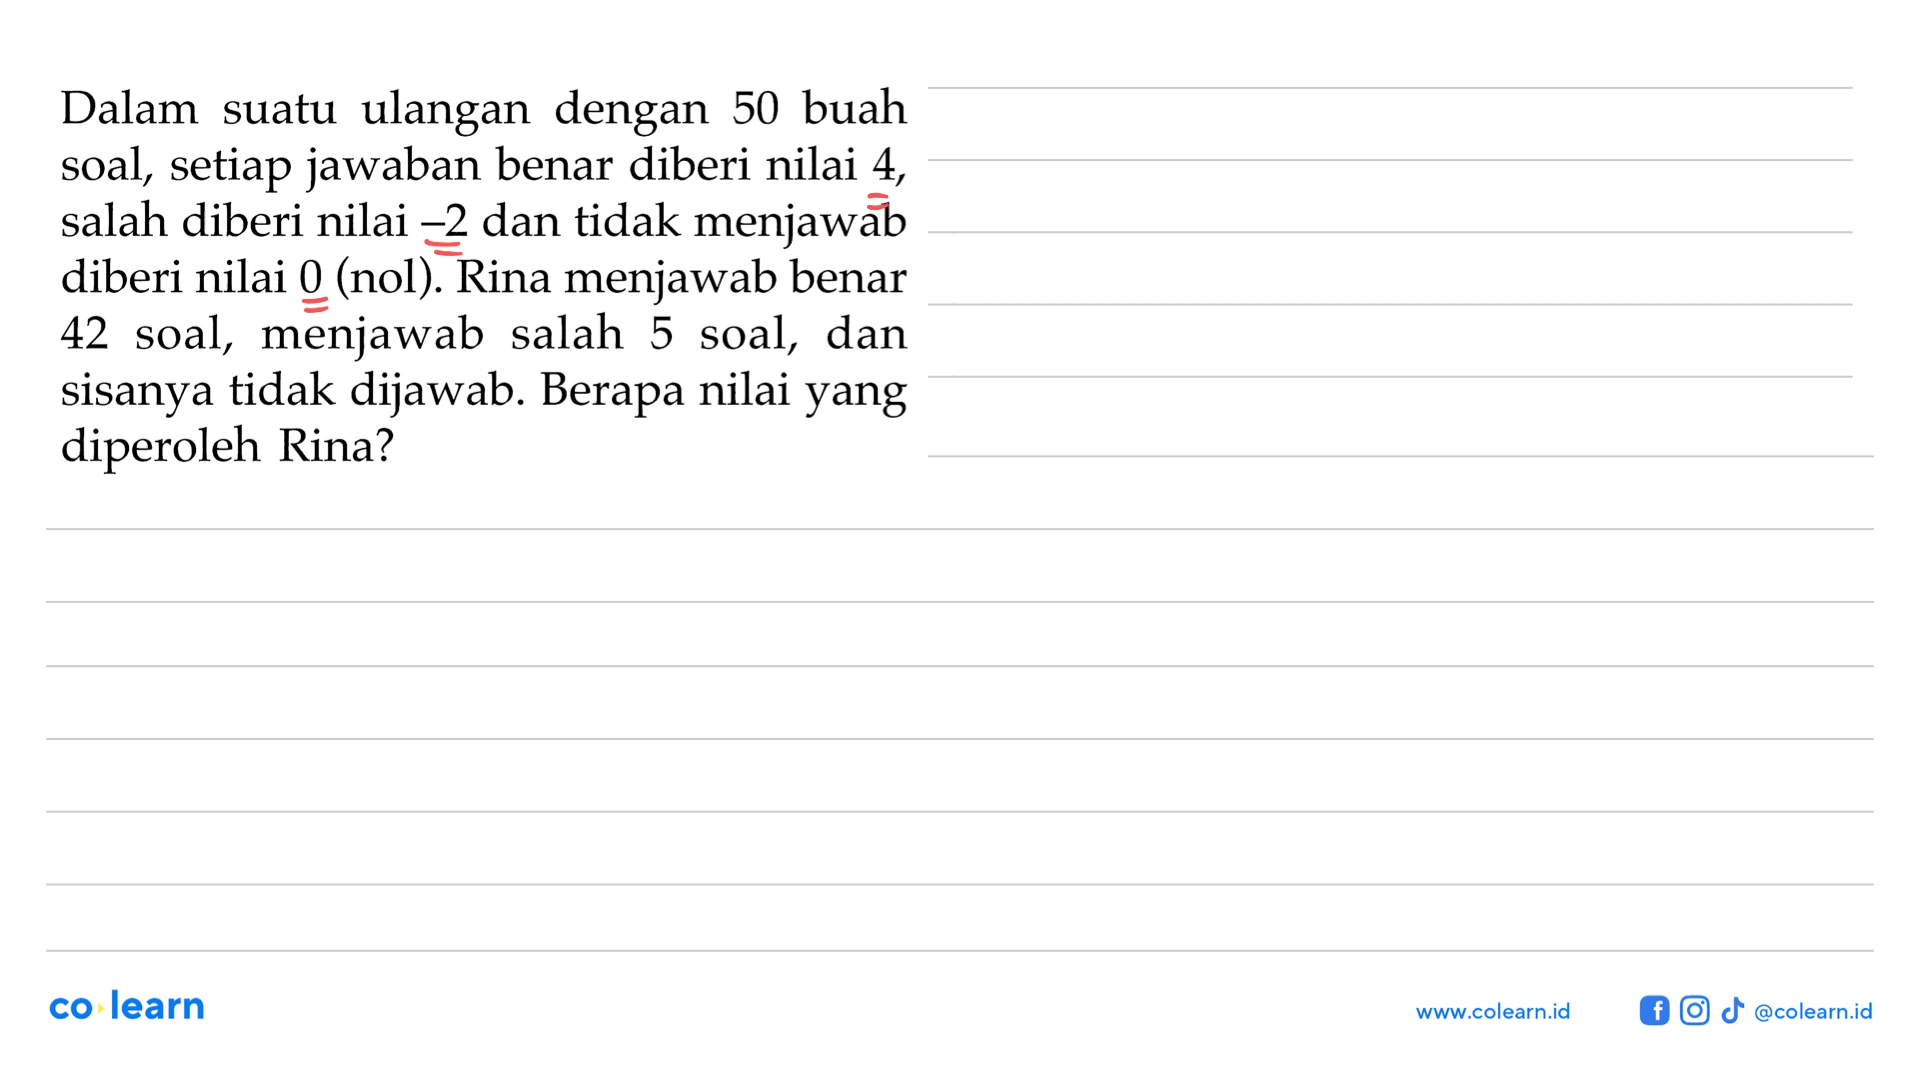 Dalam suatu ulangan dengan 50 buah
soal, setiap jawaban benar diberi nilai 4,
salah diberi nilai –2 dan tidak menjawab
diberi nilai 0 (nol). Rina menjawab benar
42 soal, menjawab salah 5 soal, dan
sisanya tidak dijawab. Berapa nilai yang
diperoleh Rina?
co learn
www.colearn.id
@colearn.id